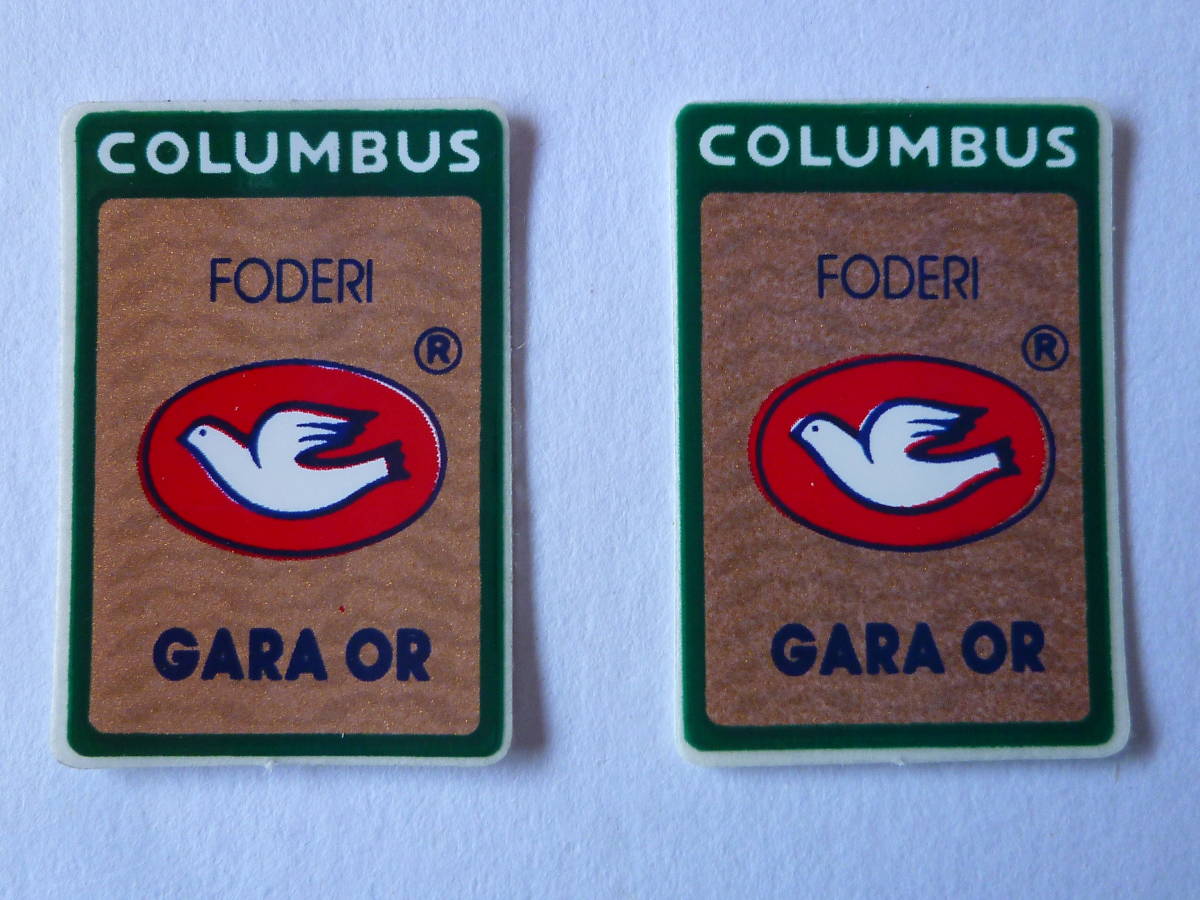 COLUMBUS
FODERI
®
GARA OR
COLUMBUS
FODERI
®
GARA OR